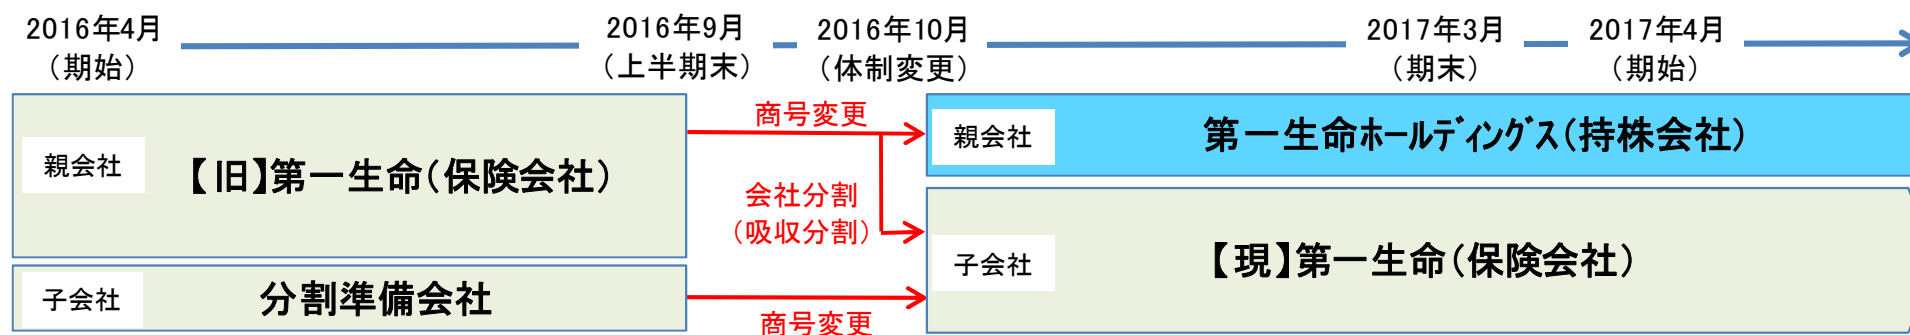 2016年4月
（期始）
2016年9月
（上半期末）
2016年10月
（体制変更）
2017年3月
（期末）
2017年4月
（期始）
親会社
【旧】第一生命（保険会社）
商号変更
親会社
第一生命ホールディングス（持株会社）
会社分割
（吸収分割）
子会社
【現】第一生命（保険会社）
子会社
分割準備会社
商号変更